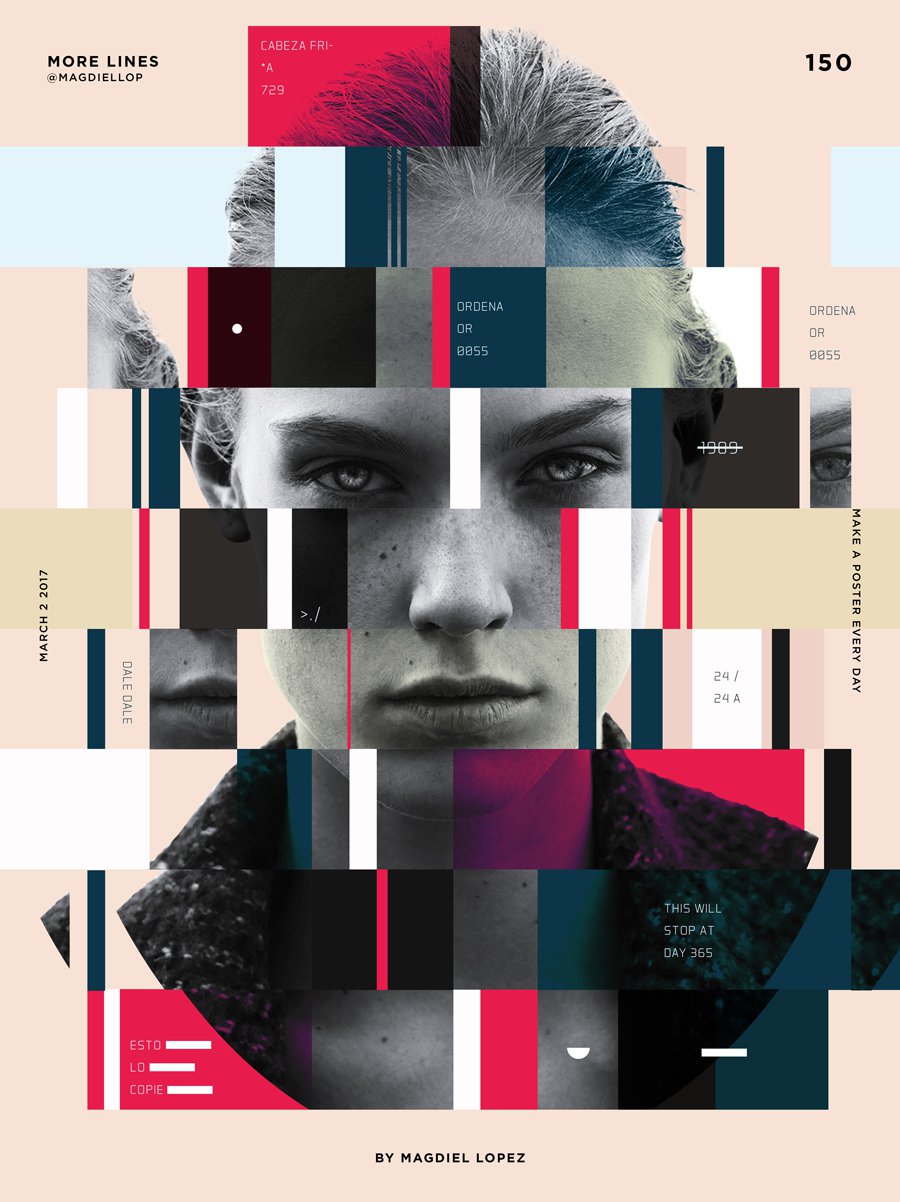 MORE LINES
@MAGDIELLOP
150
CABEZA FRI-
*A
729
ORDENA
OR
0055
ORDENA
OR
0055
1989
>./
MARCH 2 2017
MAKE A POSTER EVERY DAY
DALE DALE
24 /
24 A
THIS WILL
STOP AT
DAY 365
ESTO
LO
COPIE
BY MAGDIEL LOPEZ